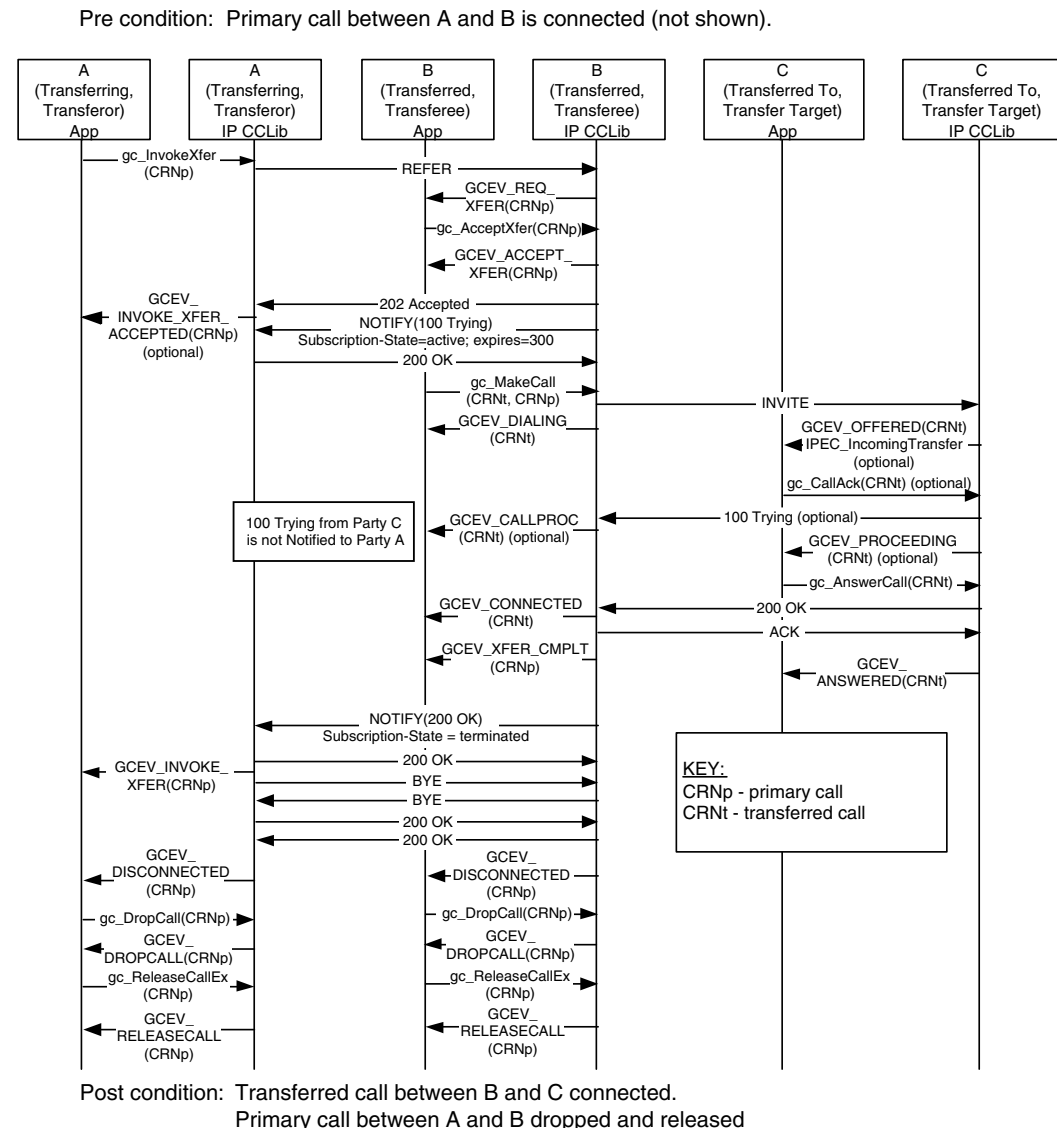 Pre condition: Primary call between A and B is connected (not shown).
A
(Transferring,
Transferor)
App
A
(Transferring,
Transferor)
IP CCLib
B
(Transferred,
Transferee)
App
B
(Transferred,
Transferee)
IP CCLib
C
(Transferred To,
Transfer Target)
App
C
(Transferred To,
Transfer Target)
IP CCLib
gc_InvokeXfer
(CRNp)
REFER
GCEV_REQ_
XFER(CRNp)
gc_AcceptXfer(CRNp)
GCEV_ACCEPT_
XFER(CRNp)
202 Accepted
GCEV_
INVOKE_XFER_
ACCEPTED(CRNp)
(optional)
NOTIFY(100 Trying)
Subscription-State=active; expires=300
200 OK
gc_MakeCall
(CRNt, CRNp)
INVITE
GCEV_DIALING
(CRNt)
GCEV_OFFERED(CRNt)
IPEC_IncomingTransfer
(optional)
gc_CallAck(CRNt) (optional)
100 Trying from Party C
is not Notified to Party A
GCEV_CALLPROC
(CRNt) (optional)
100 Trying (optional)
GCEV_PROCEEDING
(CRNt) (optional)
gc_AnswerCall(CRNt)
GCEV_CONNECTED
(CRNt)
200 OK
ACK
GCEV_XFER_CMPLT
(CRNp)
GCEV_
ANSWERED(CRNt)
NOTIFY(200 OK)
Subscription-State = terminated
200 OK
GCEV_INVOKE_
XFER(CRNp)
BYE
BYE
200 OK
200 OK
KEY:
CRNp - primary call
CRNt - transferred call
GCEV_
DISCONNECTED
(CRNp)
GCEV_
DISCONNECTED
(CRNp)
gc_DropCall(CRNp)
gc_DropCall(CRNp)
GCEV_
DROPCALL(CRNp)
GCEV_
DROPCALL(CRNp)
gc_ReleaseCallEx
(CRNp)
gc_ReleaseCallEx
(CRNp)
GCEV_
RELEASECALL
(CRNp)
GCEV_
RELEASECALL
(CRNp)
Post condition: Transferred call between B and C connected.
Primary call between A and B dropped and released